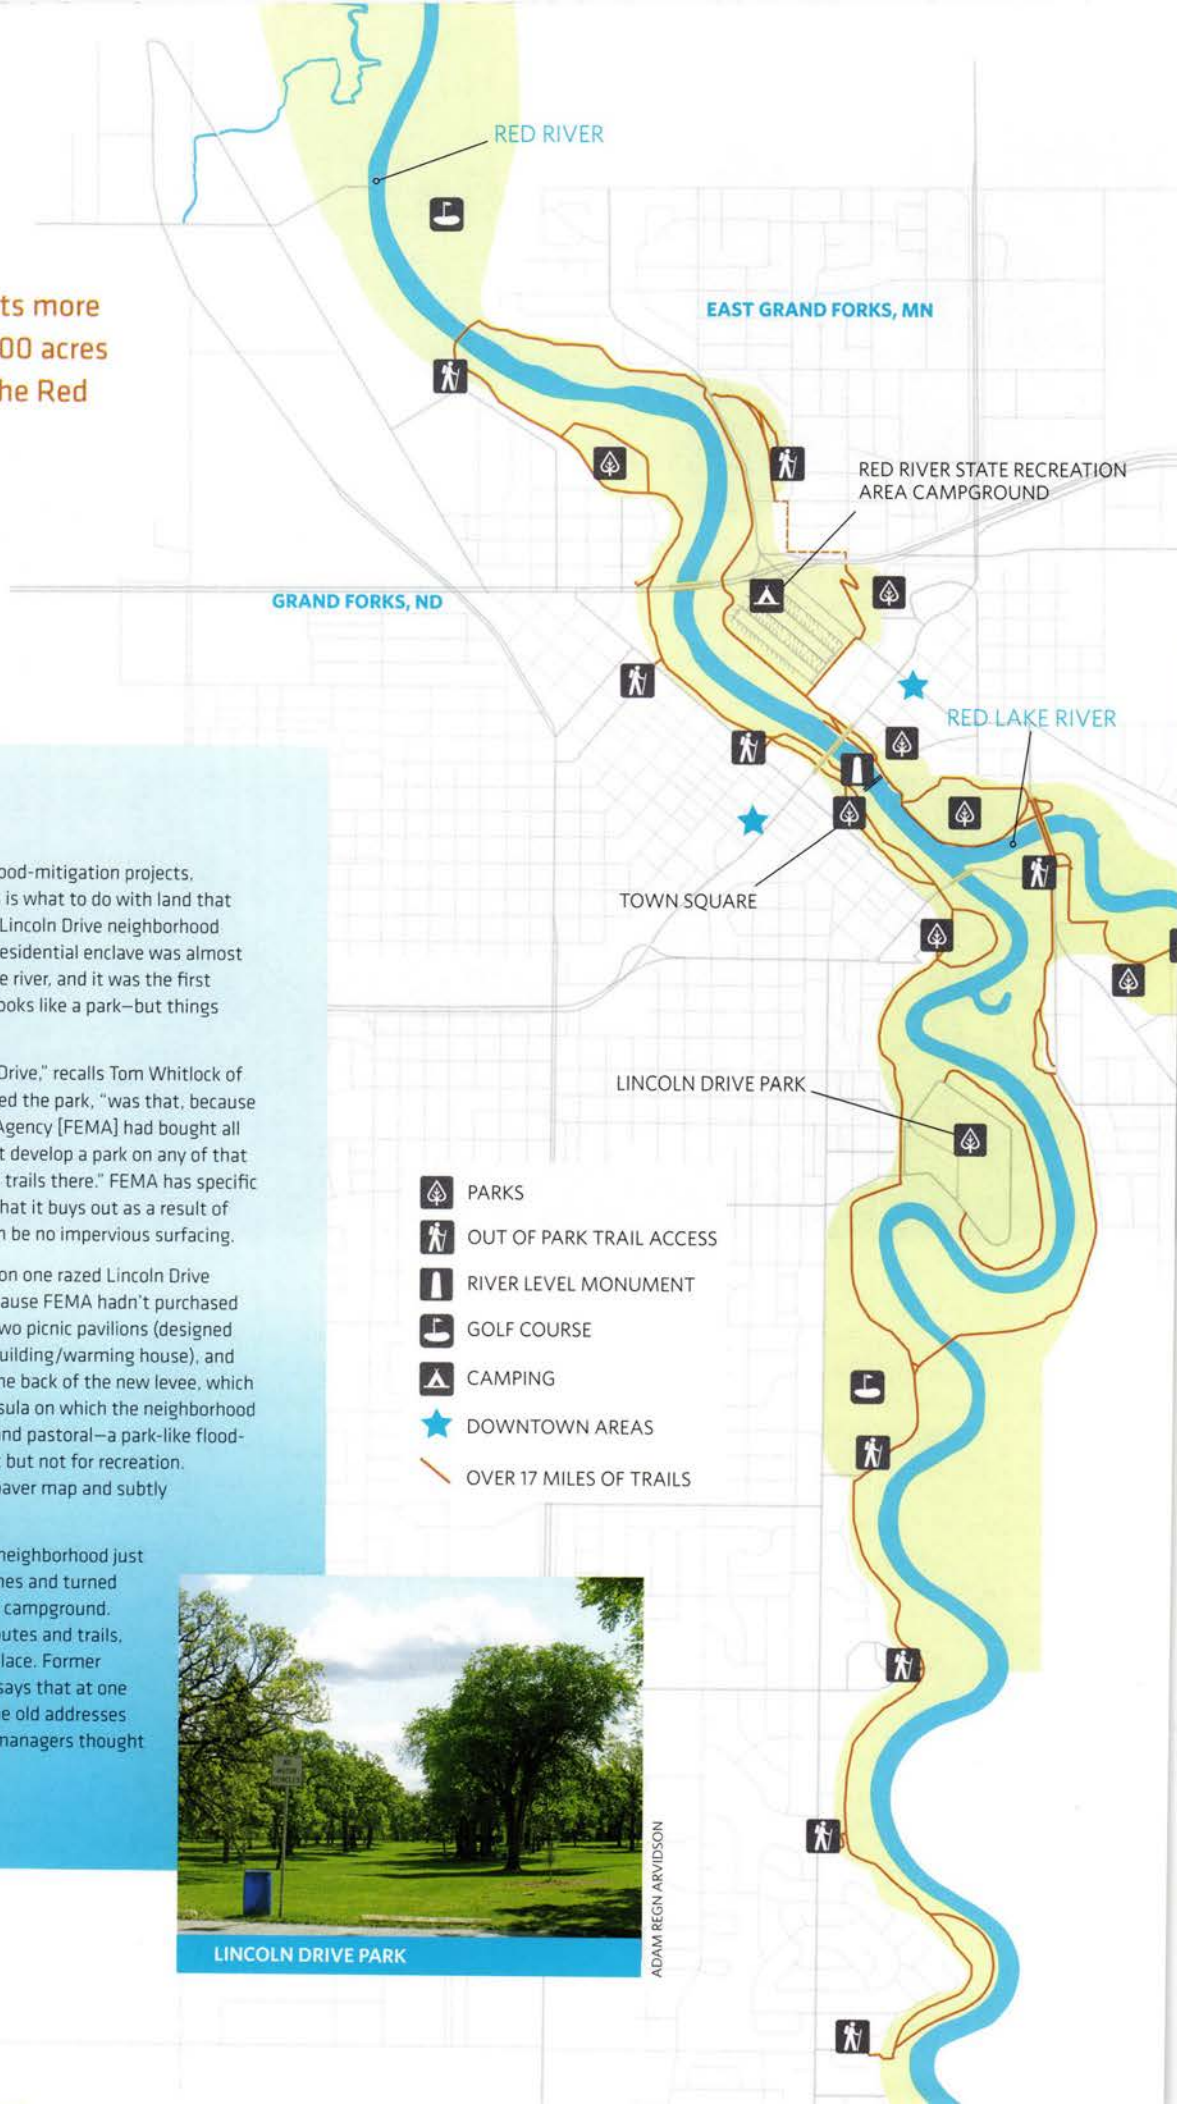 RED RIVER
ts more
00 acres
he Red
EAST GRAND FORKS, MN
RED RIVER STATE RECREATION
AREA CAMPGROUND
GRAND FORKS, ND
RED LAKE RIVER
TOWN SQUARE
LINCOLN DRIVE PARK
ood-mitigation projects,
is what to do with land that
Lincoln Drive neighborhood
esidential enclave was almost
e river, and it was the first
ooks like a park—but things
Drive,” recalls Tom Whitlock of
ed the park, “was that, because
Agency [FEMA] had bought all
t develop a park on any of that
trails there.” FEMA has specific
hat it buys out as a result of
n be no impervious surfacing.
on one razed Lincoln Drive
ause FEMA hadn't purchased
wo picnic pavilions (designed
uilding/warming house), and
he back of the new levee, which
sula on which the neighborhood
and pastoral—a park-like flood-
but not for recreation.
paver map and subtly
neighborhood just
nes and turned
campground.
outes and trails,
lace. Former
says that at one
e old addresses
managers thought
PARKS
OUT OF PARK TRAIL ACCESS
RIVER LEVEL MONUMENT
GOLF COURSE
CAMPING
DOWNTOWN AREAS
OVER 17 MILES OF TRAILS
NO
MOTOR
VEHICLES
LINCOLN DRIVE PARK
ADAM REGN ARVIDSON